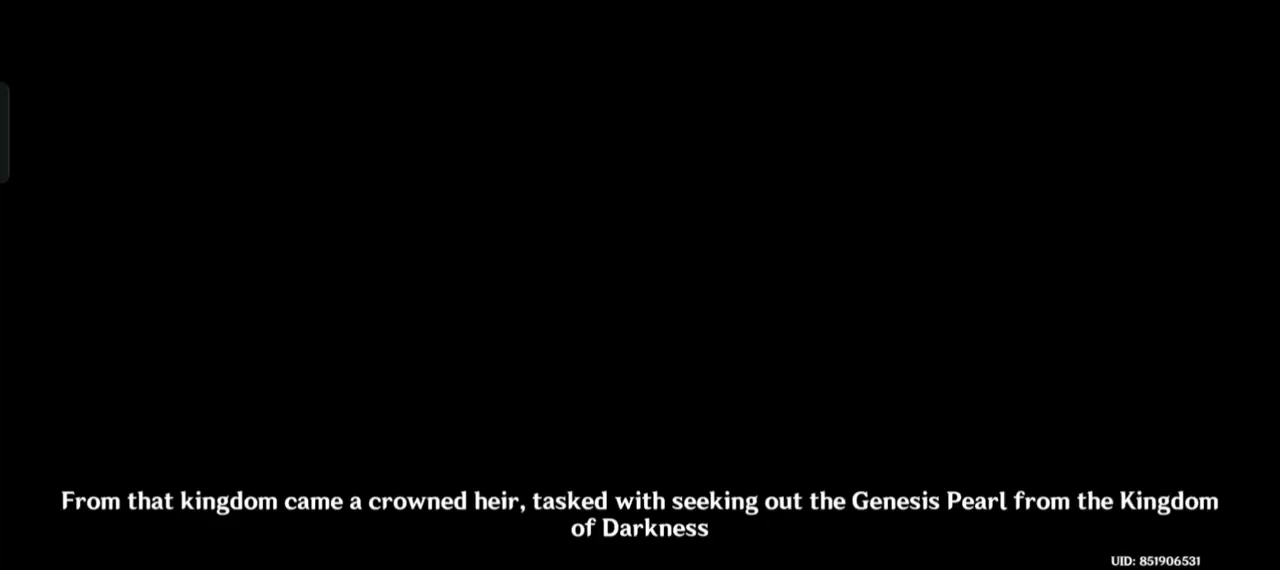 From that kingdom came a crowned heir, tasked with seeking out the Genesis Pearl from the Kingdom
of Darkness
UID: 851906531